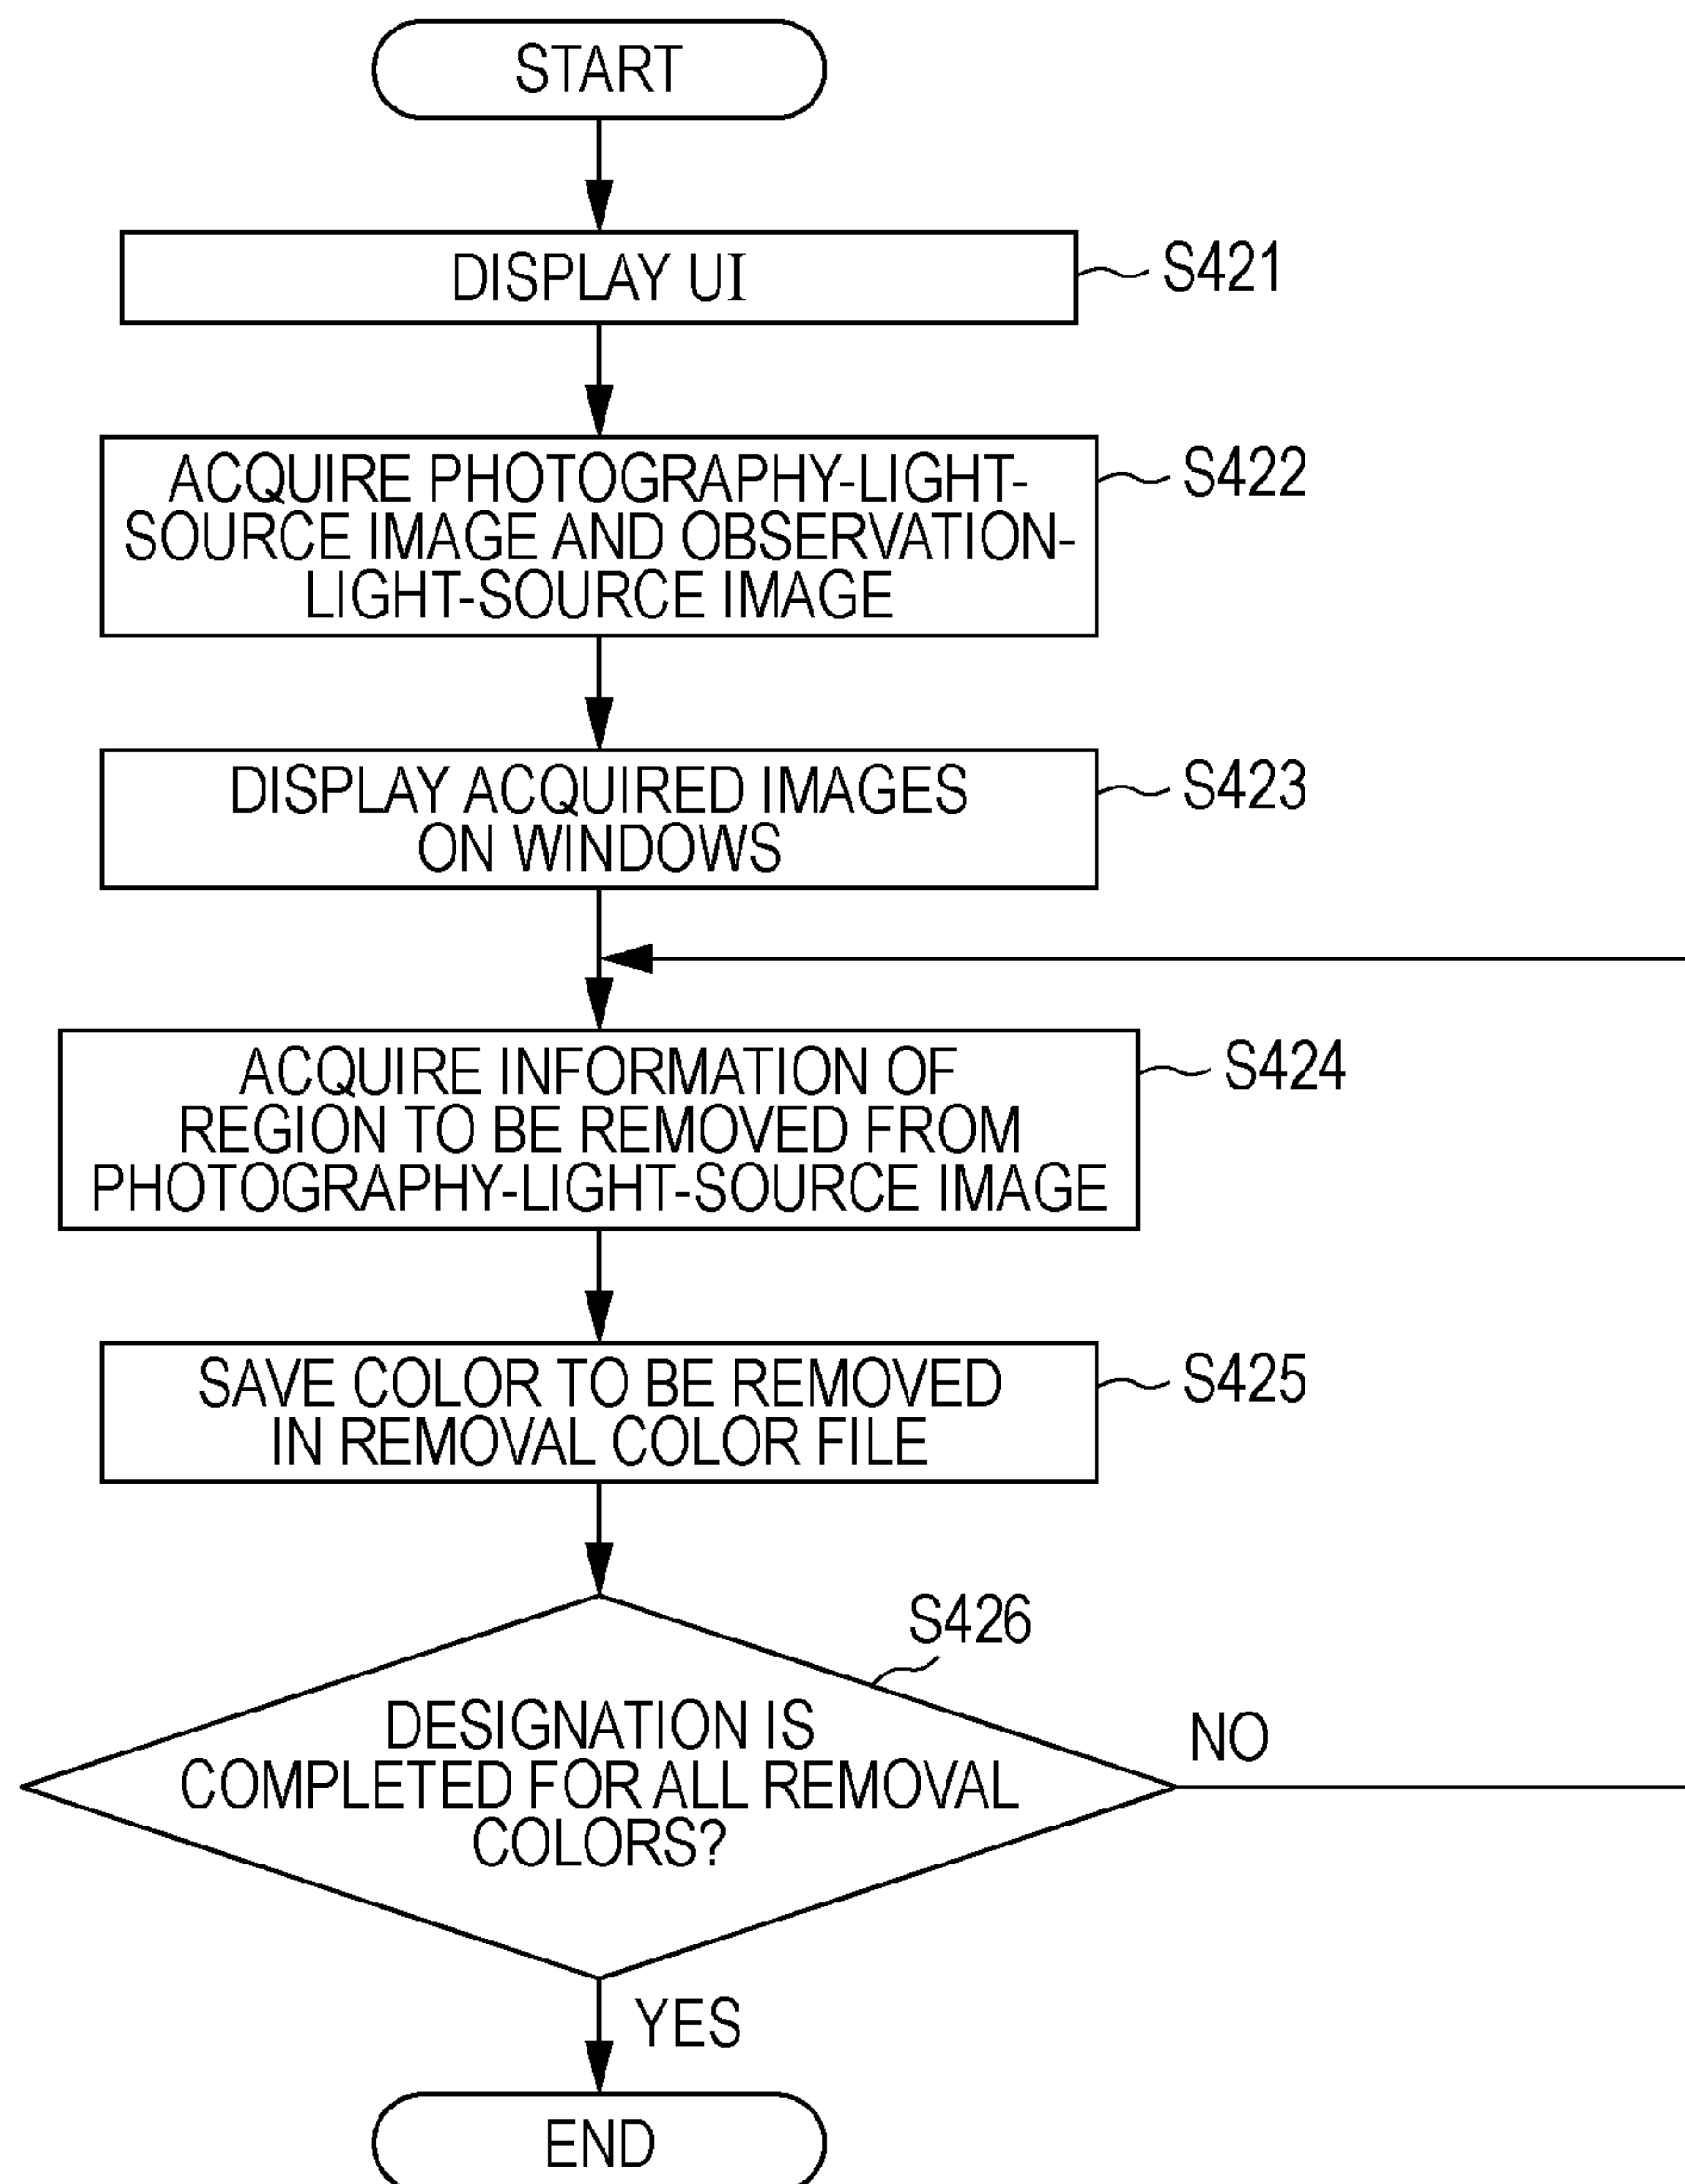 START
DISPLAY UI
S421
ACQUIRE PHOTOGRAPHY-LIGHT-
SOURCE IMAGE AND OBSERVATION-
LIGHT-SOURCE IMAGE
S422
DISPLAY ACQUIRED IMAGES
ON WINDOWS
S423
ACQUIRE INFORMATION OF
REGION TO BE REMOVED FROM
PHOTOGRAPHY-LIGHT-SOURCE IMAGE
S424
SAVE COLOR TO BE REMOVED
IN REMOVAL COLOR FILE
S425
S426
DESIGNATION IS
COMPLETED FOR ALL REMOVAL
COLORS?
NO
YES
END